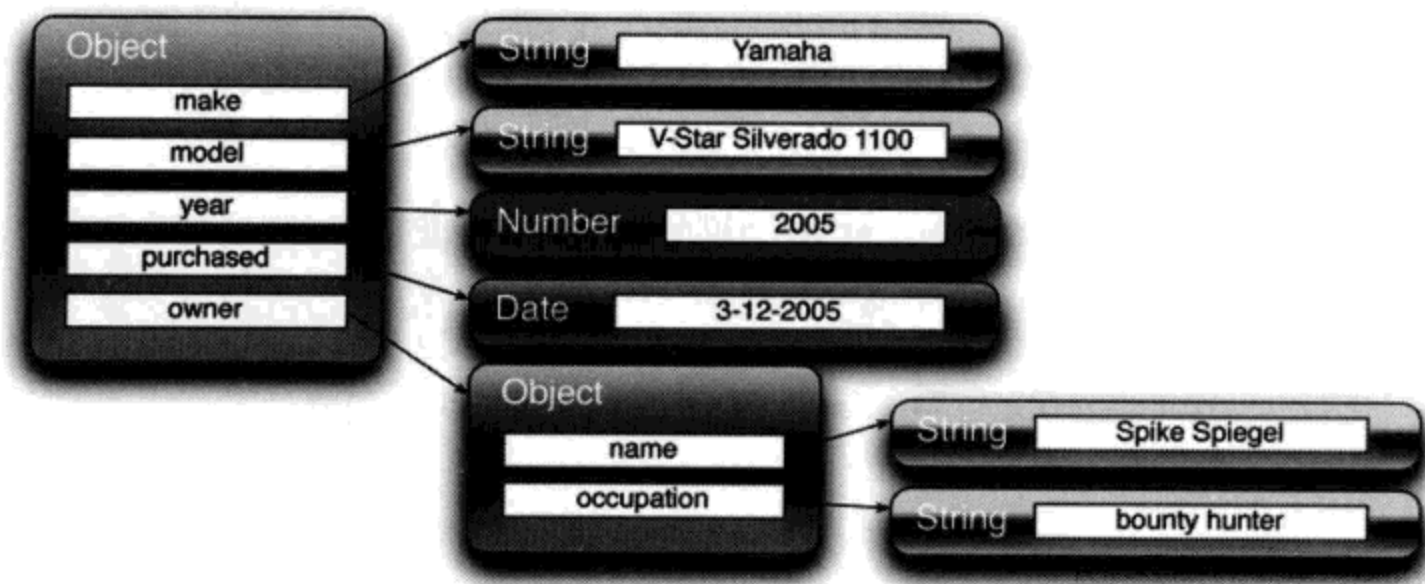 Object
make
model
year
purchased
owner
String Yamaha
String V-Star Silverado 1100
Number 2005
Date 3-12-2005
Object
name
occupation
String Spike Spiegel
String bounty hunter